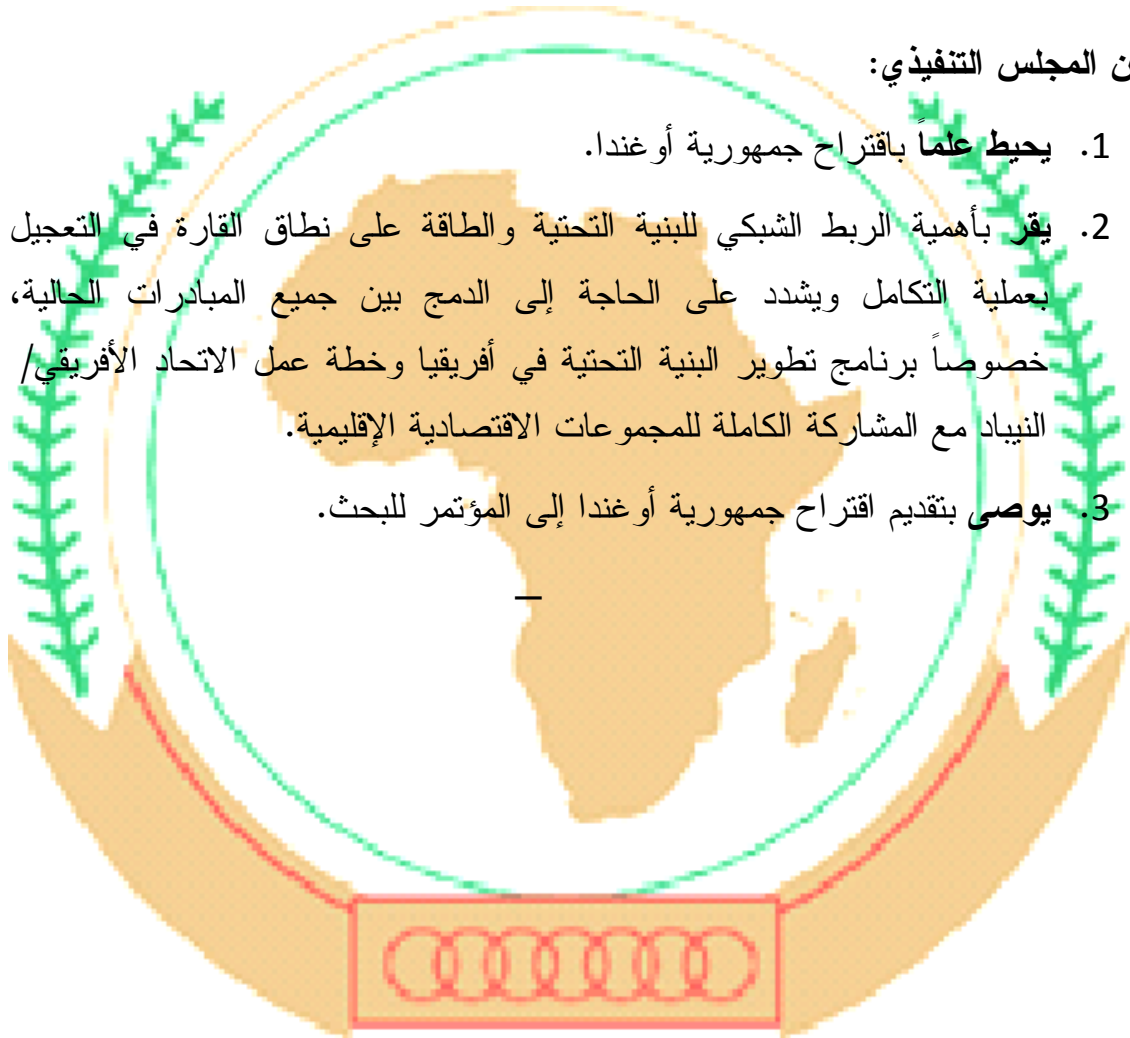 ن المجلس التنفيذي:
1. يحيط علماً باقتراح جمهورية أوغندا.
2. يقر بأهمية الربط الشبكي للبنية التحتية والطاقة على نطاق القارة في التعجيل
بعملية التكامل ويشدد على الحاجة إلى الدمج بين جميع المبادرات الحالية،
خصوصاً برنامج تطوير البنية التحتية في أفريقيا وخطة عمل الاتحاد الأفريقي/
النيباد مع المشاركة الكاملة للمجموعات الاقتصادية الإقليمية.
3. يوصى بتقديم اقتراح جمهورية أوغندا إلى المؤتمر للبحث.
–